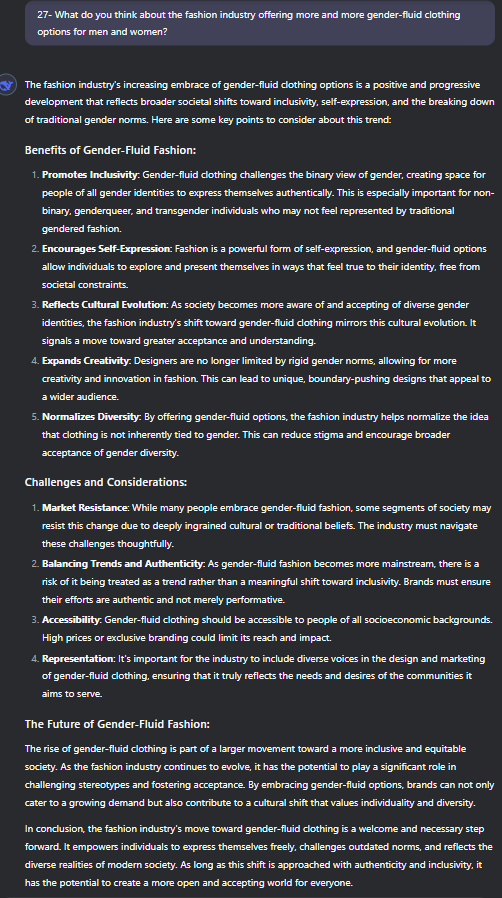 27- What do you think about the fashion industry offering more and more gender-fluid clothing
options for men and women?
The fashion industry's increasing embrace of gender-fluid clothing options is a positive and progressive
development that reflects broader societal shifts toward inclusivity, self-expression, and the breaking down
of traditional gender norms. Here are some key points to consider about this trend:
Benefits of Gender-Fluid Fashion:
1. Promotes Inclusivity: Gender-fluid clothing challenges the binary view of gender, creating space for
people of all gender identities to express themselves authentically. This is especially important for non-
binary, genderqueer, and transgender individuals who may not feel represented by traditional
gendered fashion.
2. Encourages Self-Expression: Fashion is a powerful form of self-expression, and gender-fluid options
allow individuals to explore and present themselves in ways that feel true to their identity, free from
societal constraints.
3. Reflects Cultural Evolution: As society becomes more aware of and accepting of diverse gender
identities, the fashion industry's shift toward gender-fluid clothing mirrors this cultural evolution. It
signals a move toward greater acceptance and understanding.
4. Expands Creativity: Designers are no longer limited by rigid gender norms, allowing for more
creativity and innovation in fashion. This can lead to unique, boundary-pushing designs that appeal to
a wider audience.
5. Normalizes Diversity: By offering gender-fluid options, the fashion industry helps normalize the idea
that clothing is not inherently tied to gender. This can reduce stigma and encourage broader
acceptance of gender diversity.
Challenges and Considerations:
1. Market Resistance: While many people embrace gender-fluid fashion, some segments of society may
resist this change due to deeply ingrained cultural or traditional beliefs. The industry must navigate
these challenges thoughtfully.
2. Balancing Trends and Authenticity: As gender-fluid fashion becomes more mainstream, there is a
risk of it being treated as a trend rather than a meaningful shift toward inclusivity. Brands must ensure
their efforts are authentic and not merely performative.
3. Accessibility: Gender-fluid clothing should be accessible to people of all socioeconomic backgrounds.
High prices or exclusive branding could limit its reach and impact.
4. Representation: It's important for the industry to include diverse voices in the design and marketing
of gender-fluid clothing, ensuring that it truly reflects the needs and desires of the communities it
aims to serve.
The Future of Gender-Fluid Fashion:
The rise of gender-fluid clothing is part of a larger movement toward a more inclusive and equitable
society. As the fashion industry continues to evolve, it has the potential to play a significant role in
challenging stereotypes and fostering acceptance. By embracing gender-fluid options, brands can not only
cater to a growing demand but also contribute to a cultural shift that values individuality and diversity.
In conclusion, the fashion industry's move toward gender-fluid clothing is a welcome and necessary step
forward. It empowers individuals to express themselves freely, challenges outdated norms, and reflects the
diverse realities of modern society. As long as this shift is approached with authenticity and inclusivity, it
has the potential to create a more open and accepting world for everyone.